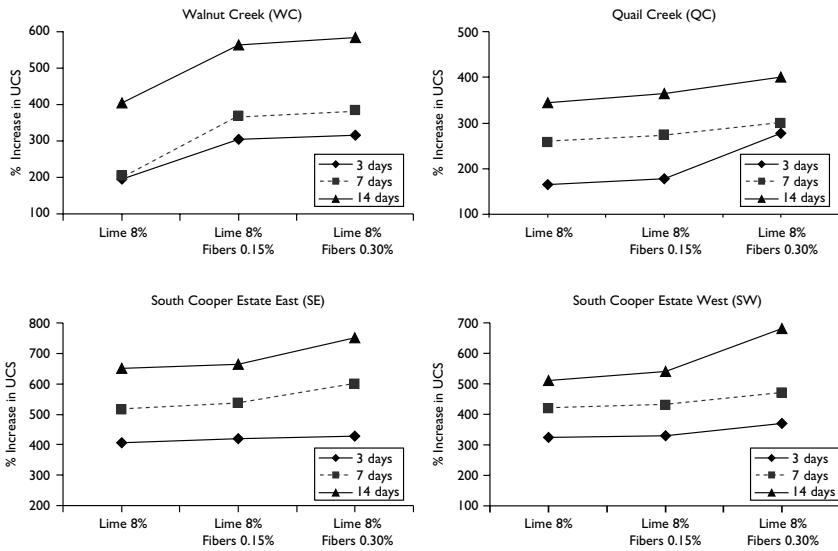 Walnut Creek (WC)
% Increase in UCS
600
500
400
300
200
100
3 days
7 days
14 days
Lime 8%
Lime 8%
Fibers 0.15%
Lime 8%
Fibers 0.30%
Quail Creek (QC)
% Increase in UCS
500
400
300
200
100
3 days
7 days
14 days
Lime 8%
Lime 8%
Fibers 0.15%
Lime 8%
Fibers 0.30%
South Cooper Estate East (SE)
% Increase in UCS
800
700
600
500
400
300
200
3 days
7 days
14 days
Lime 8%
Lime 8%
Fibers 0.15%
Lime 8%
Fibers 0.30%
South Cooper Estate West (SW)
% Increase in UCS
700
600
500
400
300
200
100
3 days
7 days
14 days
Lime 8%
Lime 8%
Fibers 0.15%
Lime 8%
Fibers 0.30%